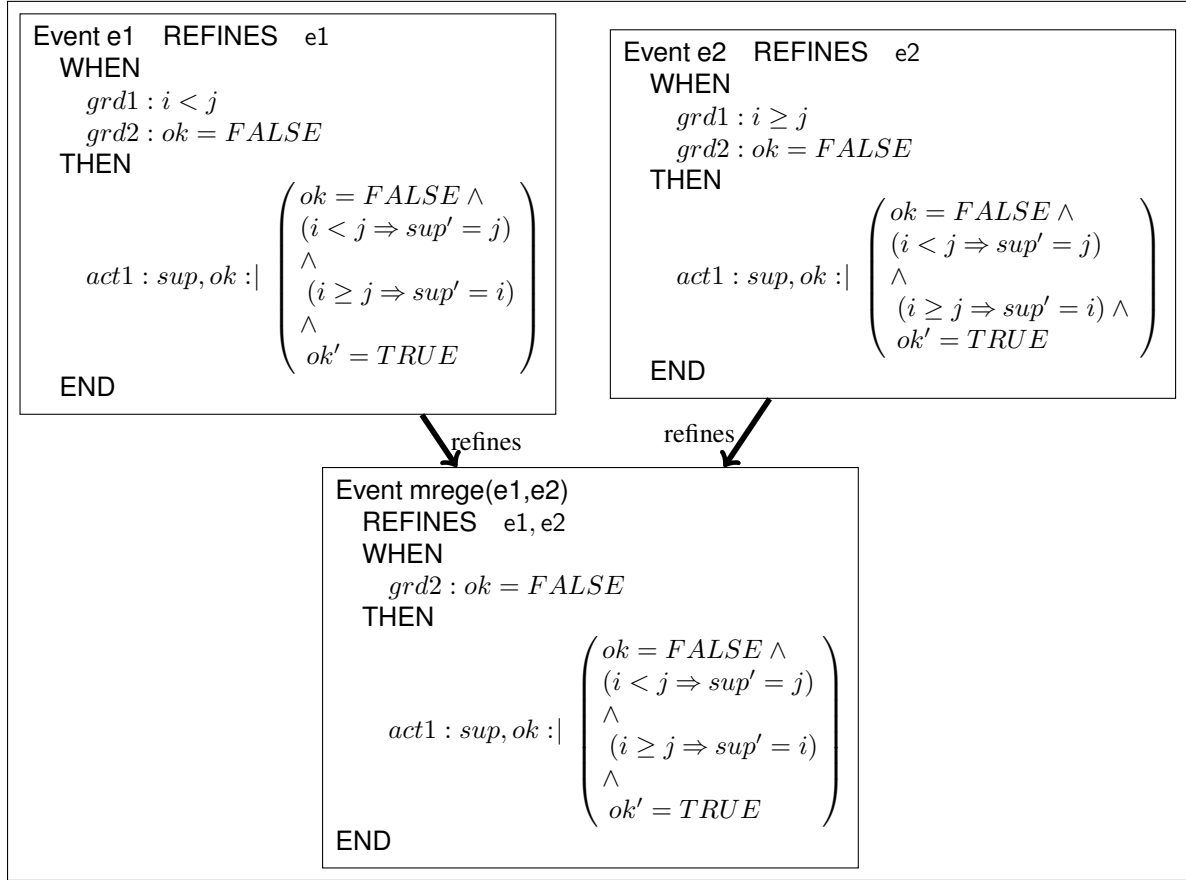 Event e1 REFINES e1
WHEN
grd1 : i < j
grd2 : ok = FALSE
THEN
act1 : sup, ok :|
ok = FALSE ∧
(i < j ⇒ sup′ = j)
∧
(i ≥ j ⇒ sup′ = i)
∧
ok′ = TRUE
END
Event e2 REFINES e2
WHEN
grd1 : i ≥ j
grd2 : ok = FALSE
THEN
act1 : sup, ok :|
ok = FALSE ∧
(i < j ⇒ sup′ = j)
∧
(i ≥ j ⇒ sup′ = i) ∧
ok′ = TRUE
END
refines
refines
Event mrege(e1,e2)
REFINES e1, e2
WHEN
grd2 : ok = FALSE
THEN
act1 : sup, ok :|
ok = FALSE ∧
(i < j ⇒ sup′ = j)
∧
(i ≥ j ⇒ sup′ = i)
∧
ok′ = TRUE
END